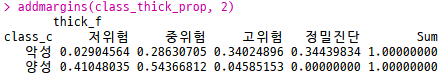 > addmargins(class_thick_prop, 2)
thick_f
class_c 저위험 중위험 고위험 정밀진단 Sum
악성 0.02904564 0.28630705 0.34024896 0.34439834 1.00000000
양성 0.41048035 0.54366812 0.04585153 0.00000000 1.00000000